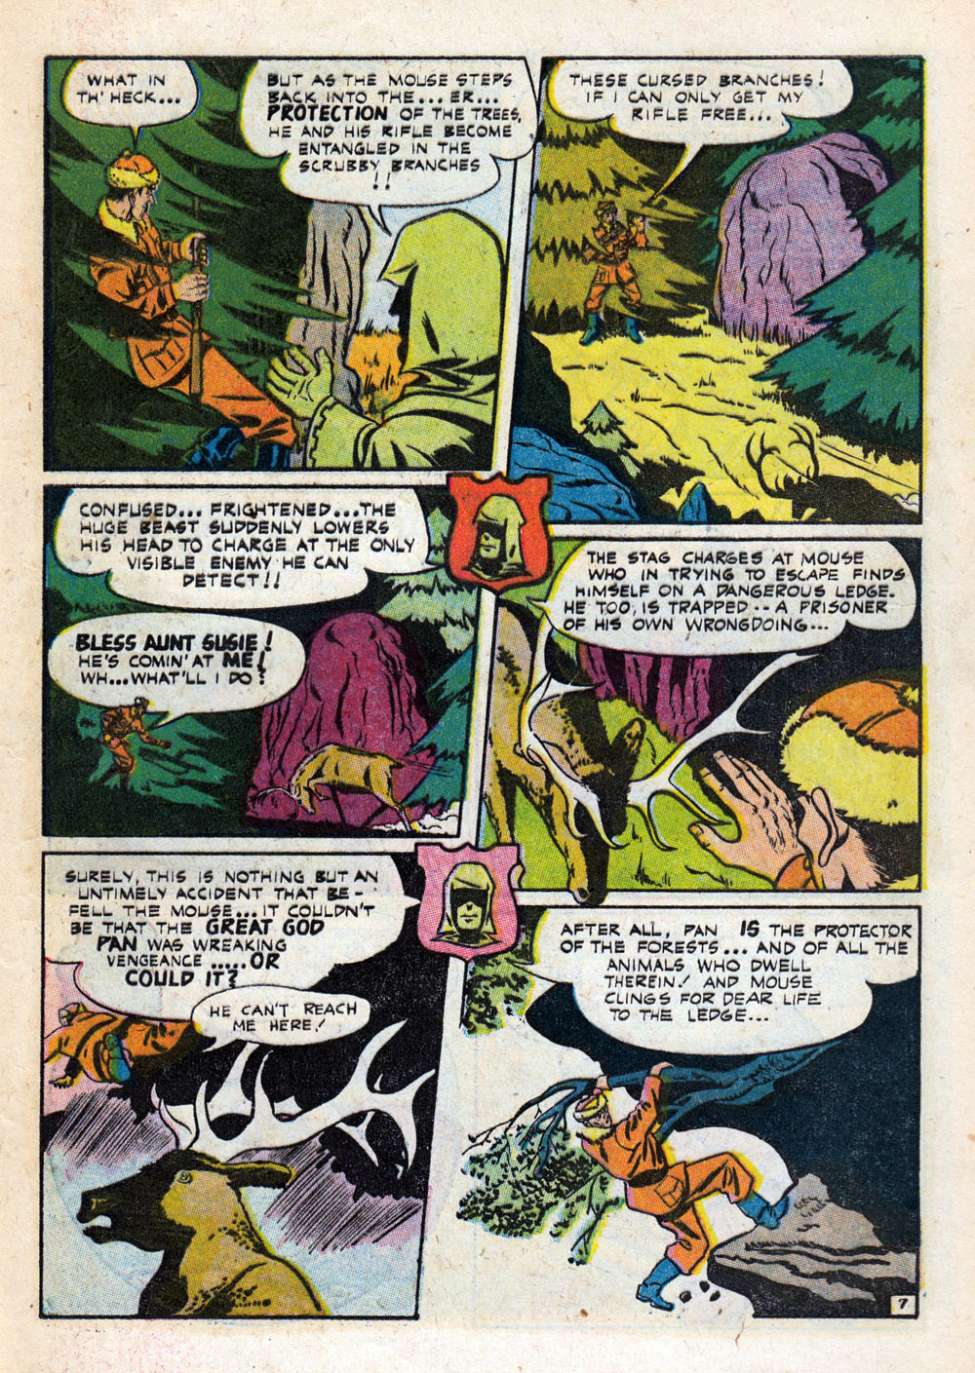 WHAT IN
TH' HECK...
BUT AS THE MOUSE STEPS
BACK INTO THE... ER...
PROTECTION OF THE TREES,
HE AND HIS RIFLE BECOME
ENTANGLED IN THE
SCRUBBY BRANCHES
!!
THESE CURSED BRANCHES!
IF I CAN ONLY GET MY
RIFLE FREE...
CONFUSED... FRIGHTENED...THE
HUGE BEAST SUDDENLY LOWERS
HIS HEAD TO CHARGE AT THE ONLY
VISIBLE ENEMY HE CAN
DETECT!!
BLESS AUNT SUSIE!
HE'S COMIN' AT ME!
WH...WHAT'LL I DO?
THE STAG CHARGES AT MOUSE
WHO IN TRYING TO ESCAPE FINDS
HIMSELF ON A DANGEROUS LEDGE.
HE TOO, IS TRAPPED -- A PRISONER
OF HIS OWN WRONGDOING...
SURELY, THIS IS NOTHING BUT AN
UNTIMELY ACCIDENT THAT BE-
FELL THE MOUSE...IT COULDN'T
BE THAT THE GREAT GOD
PAN WAS WREAKING
VENGEANCE .....OR
COULD IT?
HE CAN'T REACH
ME HERE!
AFTER ALL, PAN IS THE PROTECTOR
OF THE FORESTS... AND OF ALL THE
ANIMALS WHO DWELL
THEREIN! AND MOUSE
CLINGS FOR DEAR LIFE
TO THE LEDGE...
7